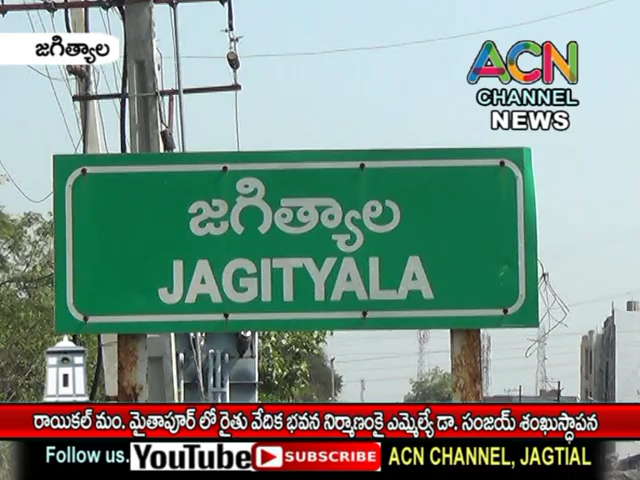 జగిత్యాల
ACN
CHANNEL
NEWS
జగిత్యాల
JAGITYALA
రాయికల్ మం. మైతాపూర్ లో రైతు వేదిక భవన నిర్మాణంకై ఎమ్మెల్యే డా. సంజయ్ శంఖుస్థాపన
Follow us. YouTube SUBSCRIBE ACN CHANNEL, JAGTIAL